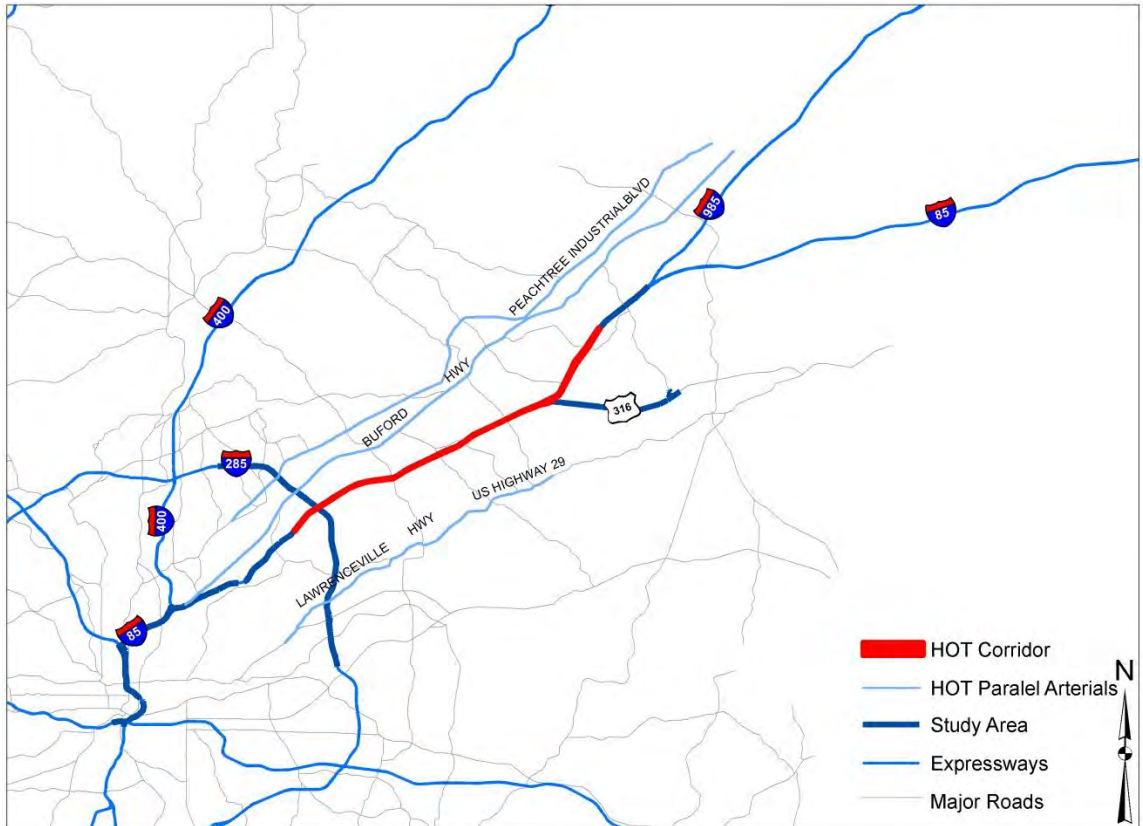 PEACHTREE INDUSTRIALBLVD
985
85
400
HWY
BUFORD
316
285
US HIGHWAY 29
400
HWY
LAWRENCEVILLE
85
HOT Corridor
HOT Paralel Arterials
Study Area
Expressways
Major Roads
N